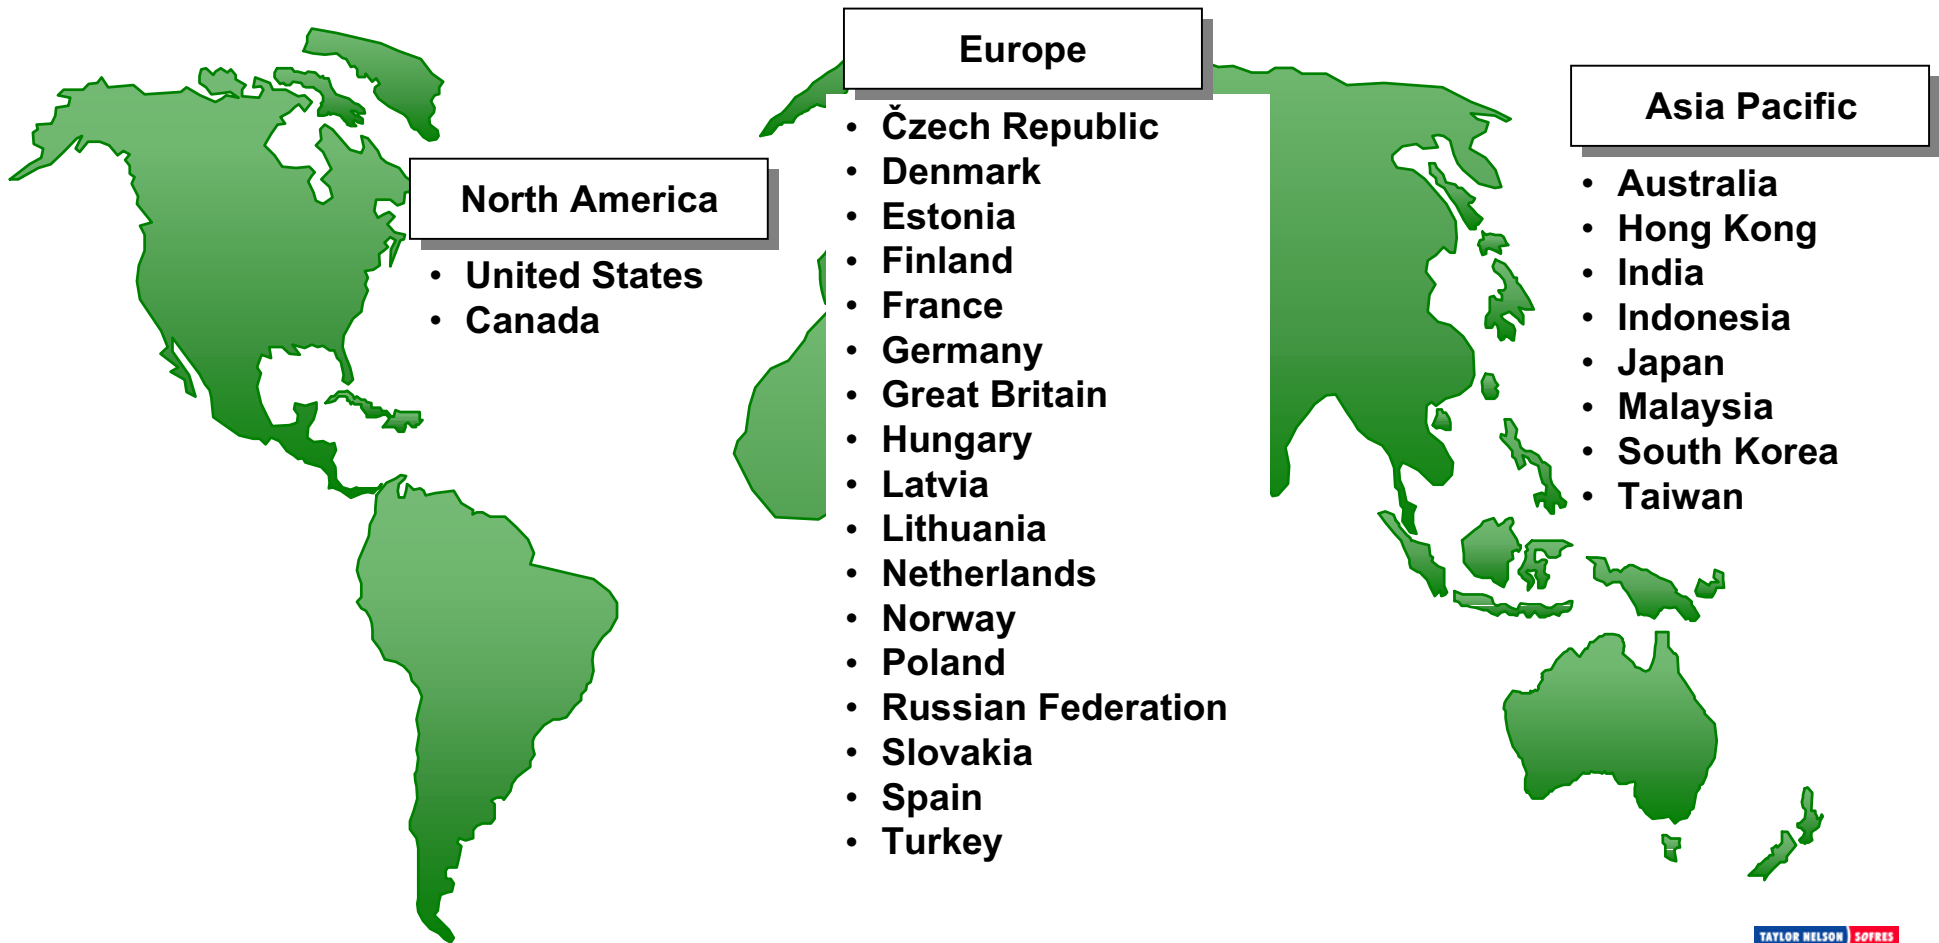 Europe
Čzech Republic
Denmark
Estonia
Finland
France
Germany
Great Britain
Hungary
Latvia
Lithuania
Netherlands
Norway
Poland
Russian Federation
Slovakia
Spain
Turkey
North America
United States
Canada
Asia Pacific
Australia
Hong Kong
India
Indonesia
Japan
Malaysia
South Korea
Taiwan
TAYLOR NELSON SOFRES